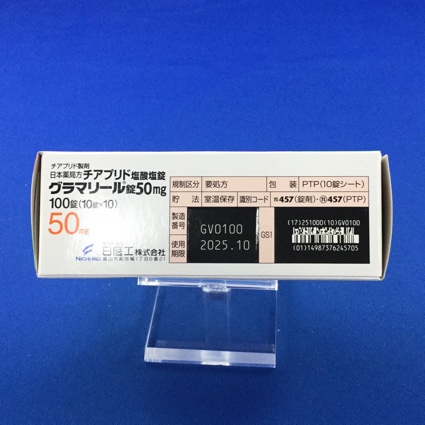 チアプリド製剤
日本薬局方 チアプリド塩酸塩錠
グラマリール錠50mg
100錠(10錠×10)
50mg
日医工株式会社
規制区分 要処方 包装 PTP(10錠シート)
貯法 室温保存 識別コード n457(錠剤)・n457(PTP)
製造番号 GV0100
使用期限 2025.10
GS1
(17)251000(10)GV0100
(01)14987376245705